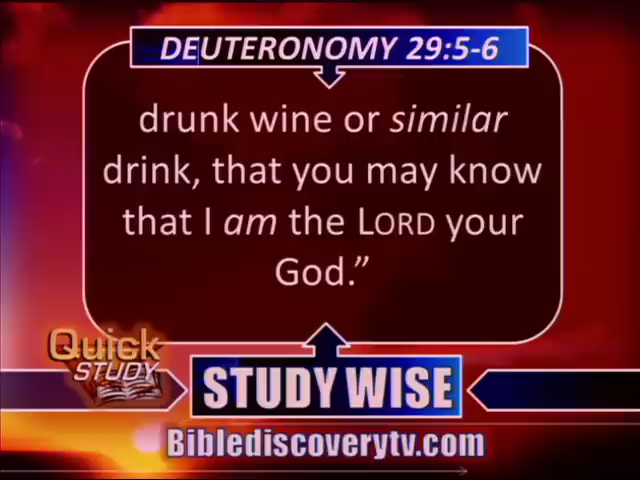 DEUTERONOMY 29:5-6
drunk wine or similar
drink, that you may know
that I am the LORD your
God.”
Quick
STUDY
STUDY WISE
Biblediscoverytv.com